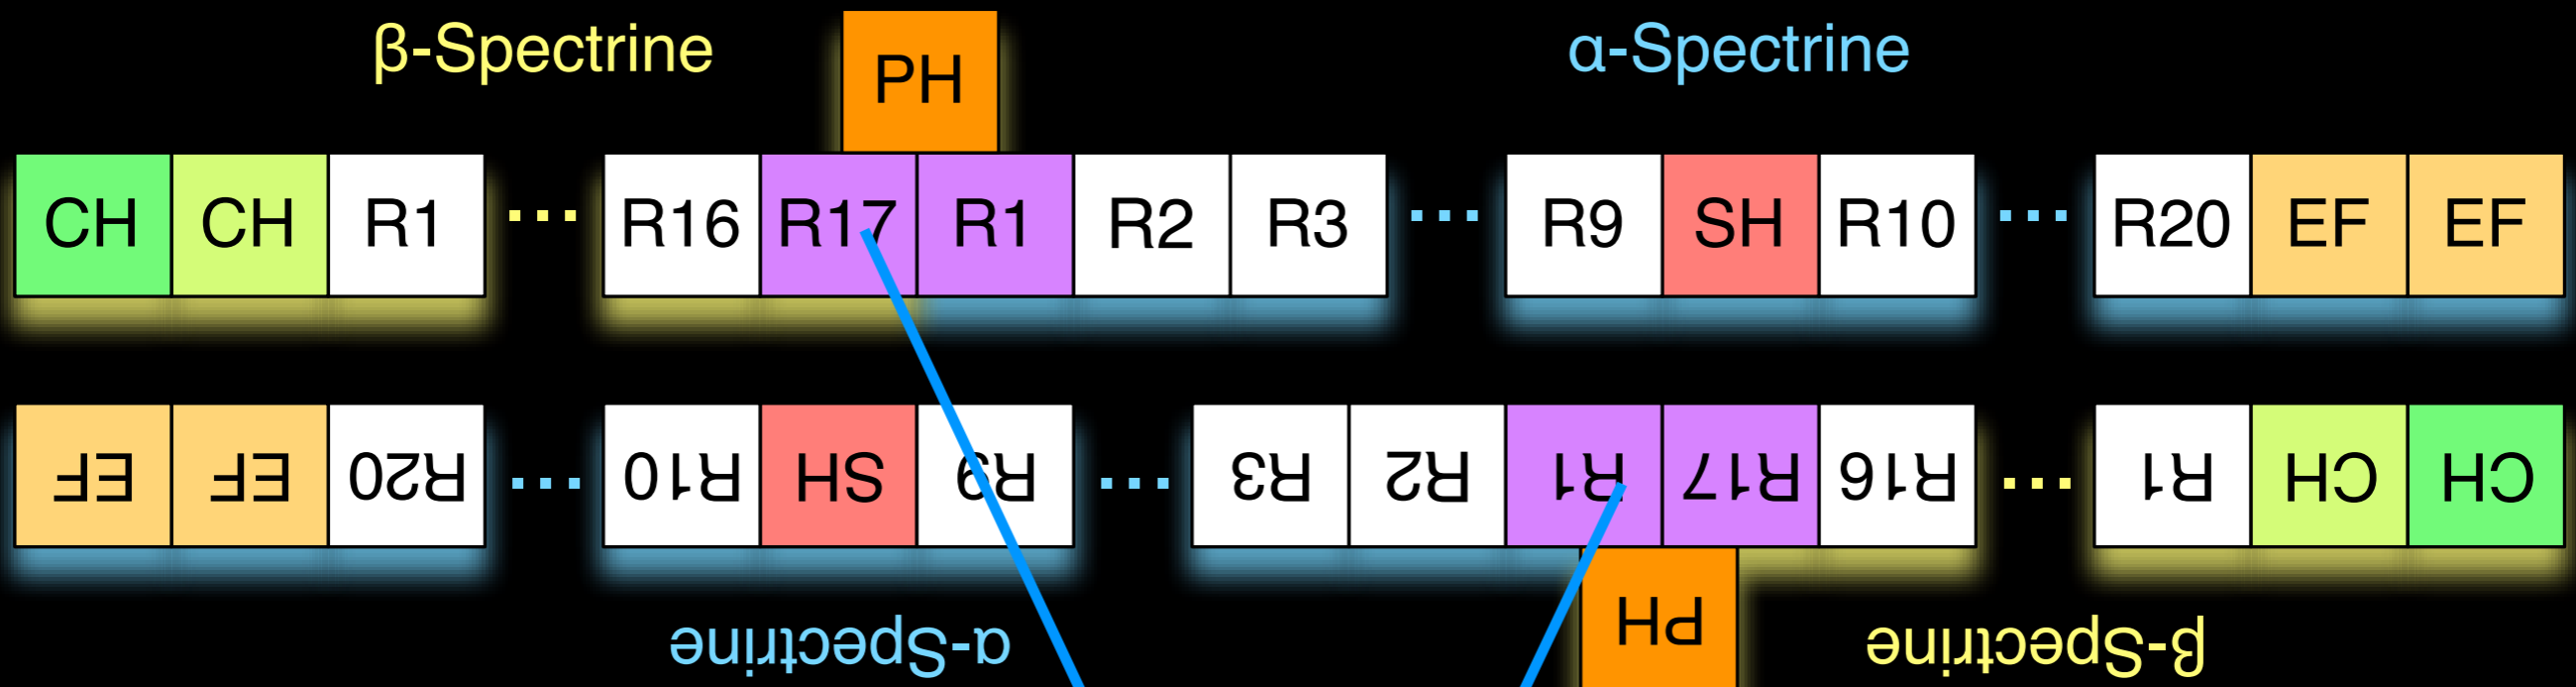 β-Spectrine PH α-Spectrine
CH CH R1 ... R16 R17 R1 R2 R3 ... R9 SH R10 ... R20 EF EF
EF EF R20 ... R10 SH R9 ... R3 R2 R1 R17 R16 ... R1 CH CH
α-Spectrine PH β-Spectrine